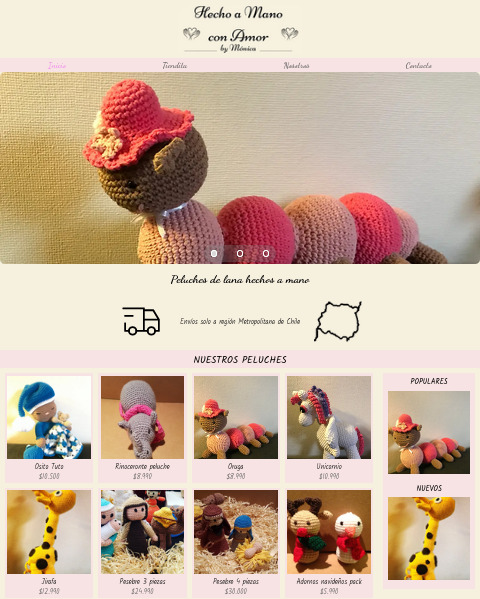 Hecho a Mano
con Amor
by Mónica
Inicio Tiendita Nosotros Contacto
Peluches de lana hechos a mano
Envíos solo a región Metropolitana de Chile
NUESTROS PELUCHES
POPULARES
Osito Tuto Rinoceronte peluche Oruga Unicornio
$10.500 $8.990 $8.990 $10.990
NUEVOS
Jirafa Pesebre 3 piezas Pesebre 4 piezas Adornos navideños pack
$12.990 $24.990 $30.000 $5.990